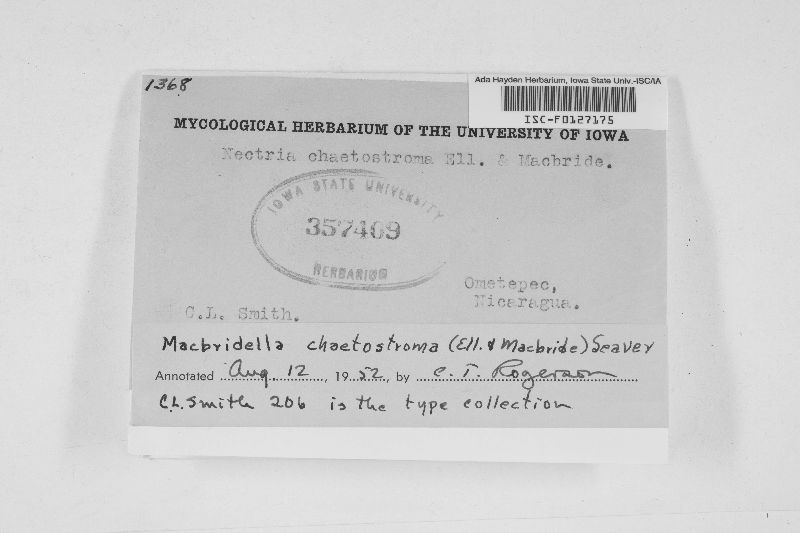 1368
Ada Hayden Herbarium, Iowa State Univ.-ISC/IA
ISC-F0127175
MYCOLOGICAL HERBARIUM OF THE UNIVERSITY OF IOWA
Nectria chaetostroma Ell. & Macbride.
IOWA STATE UNIVERSITY
357409
HERBARIUM
Ometepec,
Nicaragua.
C.L. Smith.
Macbridella chaetostroma (Ell. & Macbride) Seaver
Annotated Aug. 12, 1952, by C. T. Rogerson
C.L. Smith 206 is the type collection